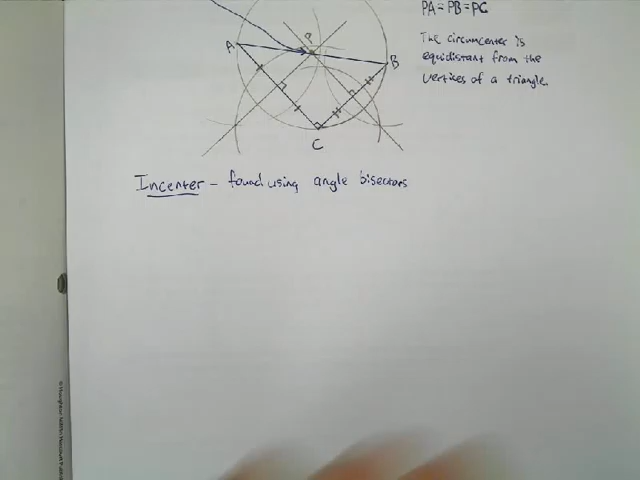 PA = PB = PC
The circumcenter is
equidistant from the
vertices of a triangle.
P
A
B
C
Incenter – found using angle bisectors